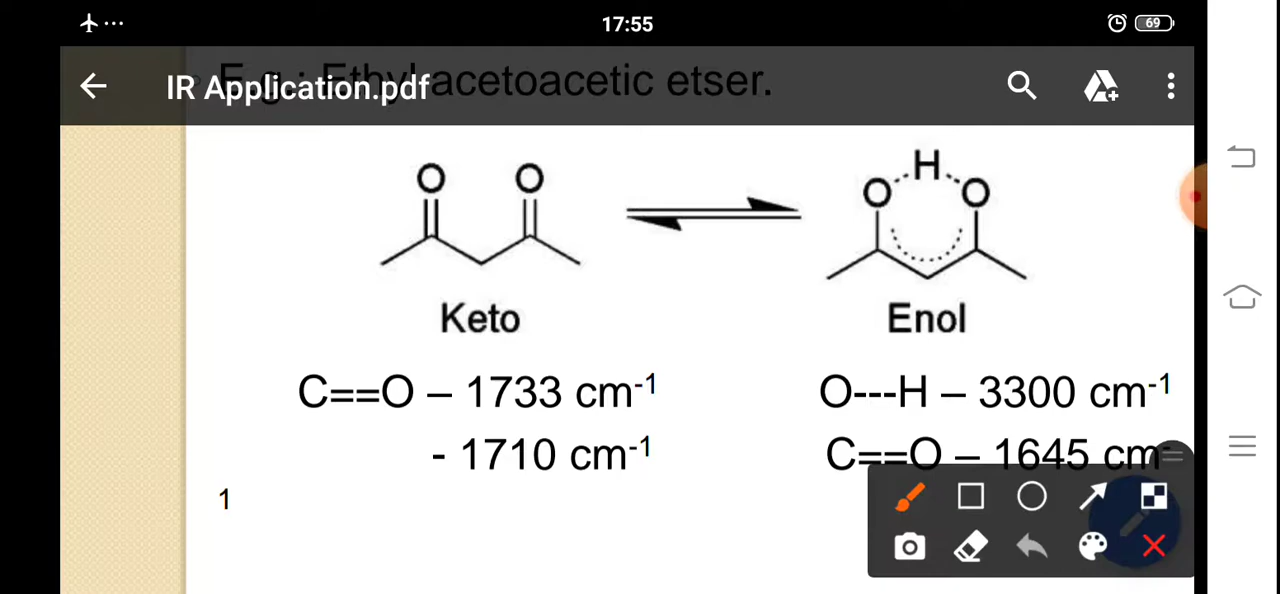 17:55
69
E.g.: Ethyl acetoacetic etser.
IR Application.pdf
O O
H
O O
Keto
Enol
C==O – 1733 cm-1
O---H – 3300 cm-1
- 1710 cm-1
C==O – 1645 cm-
1